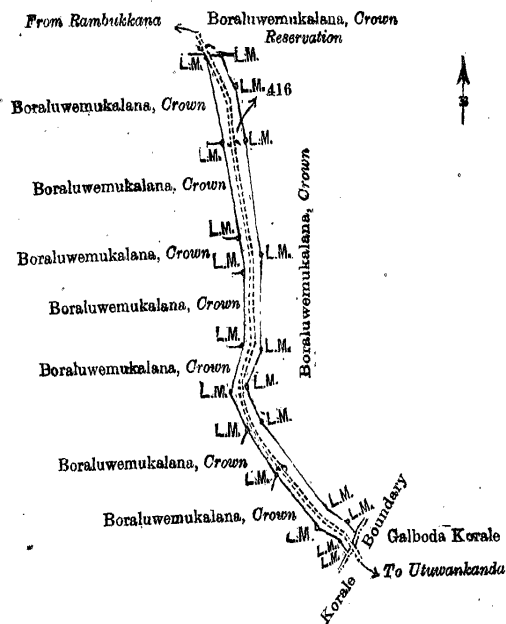 From Rambukkana
Boraluwemukalana, Crown
Reservation
L.M. L.M.
L.M. 416
Boraluwemukalana, Crown
L.M. L.M.
Boraluwemukalana, Crown
Boraluwemukalana, Crown
L.M.
Boraluwemukalana, Crown L.M.
L.M.
Boraluwemukalana, Crown
L.M.
L.M.
Boraluwemukalana, Crown
L.M. L.M.
L.M.
L.M.
Boraluwemukalana, Crown
L.M.
L.M.
Boraluwemukalana, Crown
L.M.
L.M.
L.M.
L.M.
Korale Boundary
Galboda Korale
To Utuwankanda